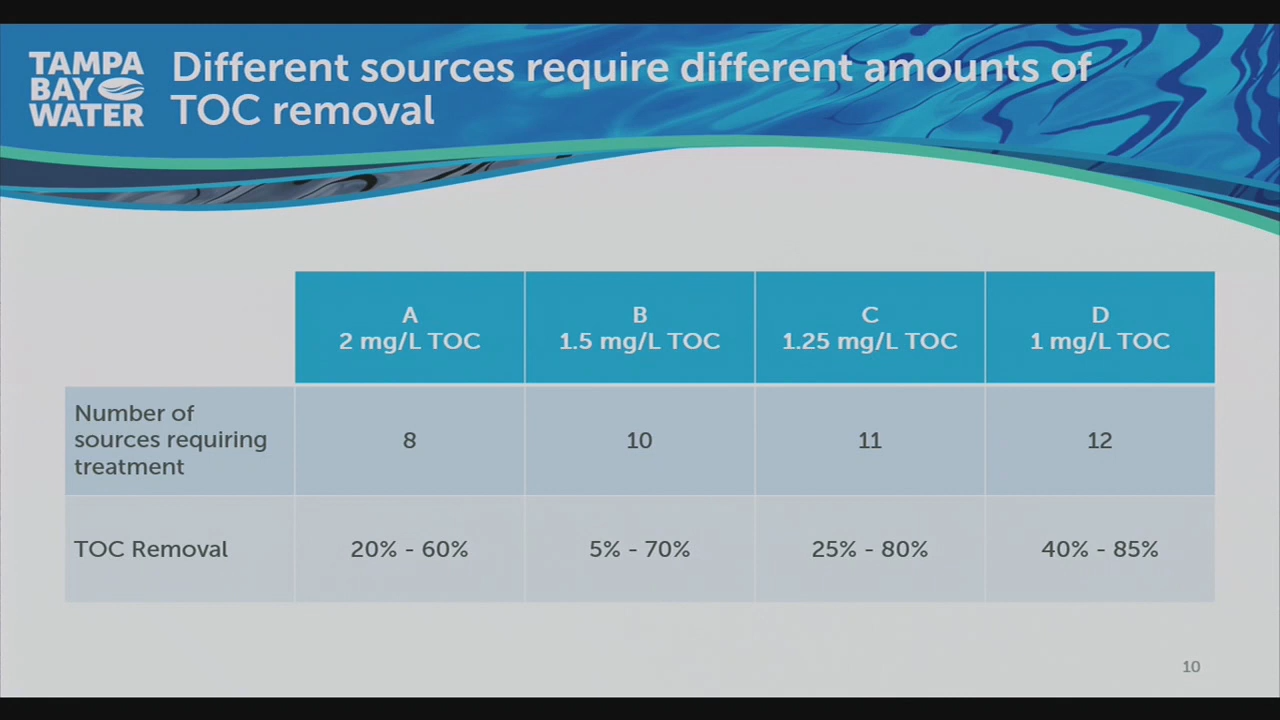 TAMPA
BAY
WATER
Different sources require different amounts of
TOC removal
A
2 mg/L TOC
B
1.5 mg/L TOC
C
1.25 mg/L TOC
D
1 mg/L TOC
Number of
sources requiring
treatment
8
10
11
12
TOC Removal
20% - 60%
5% - 70%
25% - 80%
40% - 85%
10